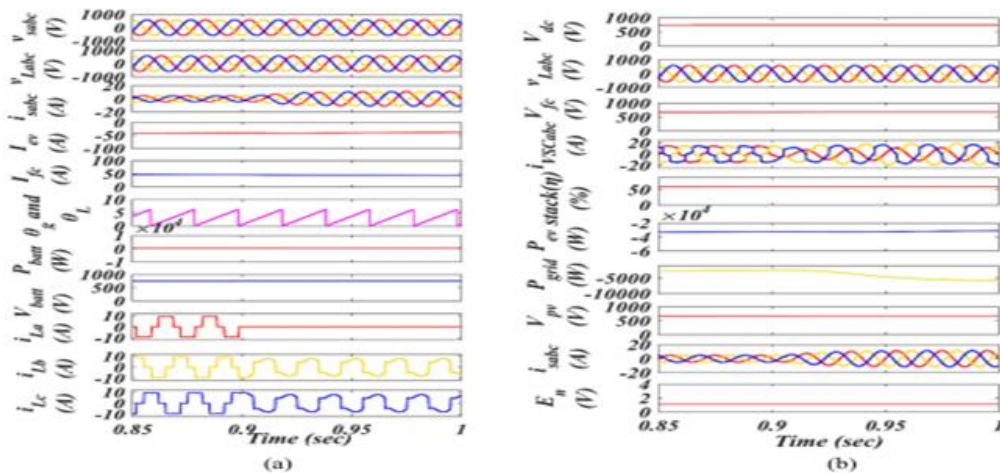 v_sabc (V) 1000 0 -1000
v_Labc (V) 1000 0 -1000
i_sabc (A) 20 0 -20
I_ev (A) 0 -50 -100
I_fc (A) 100 50 0
θ_g and θ_L 10 5 0
P_batt (W) ×10^4 1 0 -1
V_batt (V) 1000 500 0
i_La (A) 10 0 -10
i_Lb (A) 10 0 -10
i_Lc (A) 10 0 -10
0.85 0.9 0.95 1
Time (sec)
(a)
V_dc (V) 1000 500 0
v_Labc (V) 1000 0 -1000
V_fc (V) 1000 500 0
i_VSCabc (A) 20 0 -20
stack(η) (%) 50 0
P_ev (W) ×10^4 -2 -4 -6
P_grid (W) -5000 -10000
V_pv (V) 1000 500 0
i_sabc (A) 20 0 -20
E_n (V) 4 2 0
0.85 0.9 0.95 1
Time (sec)
(b)